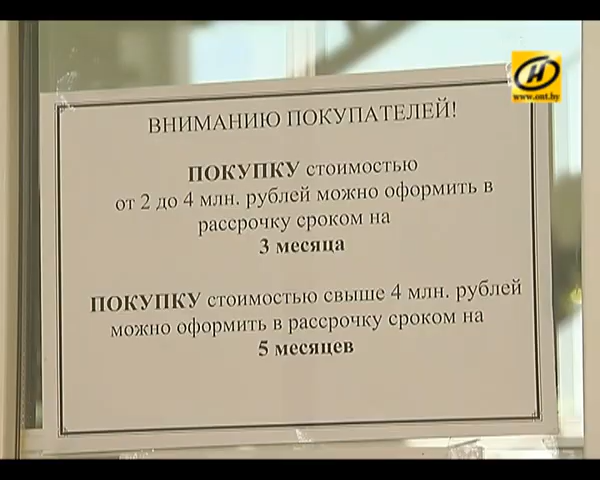 www.ont.by
ВНИМАНИЮ ПОКУПАТЕЛЕЙ!
ПОКУПКУ стоимостью
от 2 до 4 млн. рублей можно оформить в
рассрочку сроком на
3 месяца
ПОКУПКУ стоимостью свыше 4 млн. рублей
можно оформить в рассрочку сроком на
5 месяцев